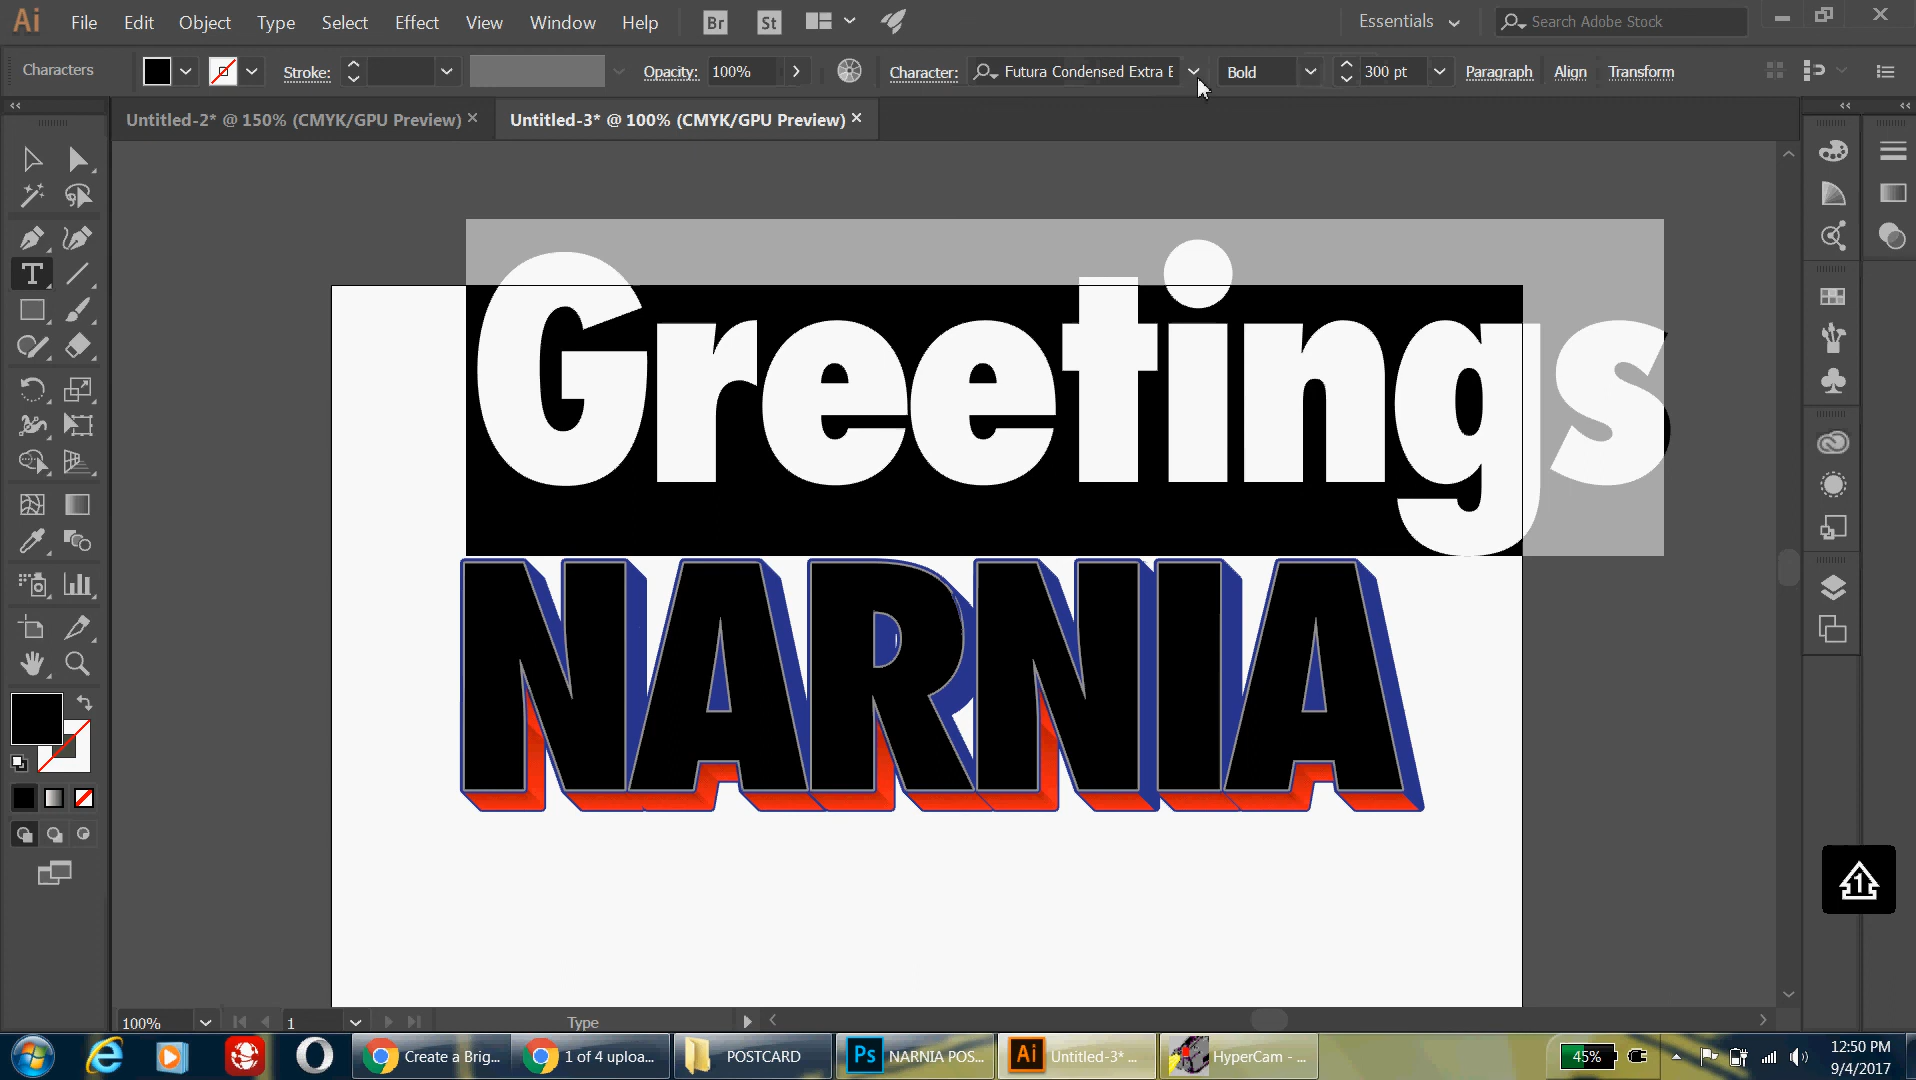 Ai File Edit Object Type Select Effect View Window Help Br St Essentials Search Adobe Stock
Characters Stroke: Opacity: 100% Character: Futura Condensed Extra E Bold 300 pt Paragraph Align Transform
Untitled-2* @ 150% (CMYK/GPU Preview) Untitled-3* @ 100% (CMYK/GPU Preview)
Greetings
NARNIA
1
100% 1 Type
Create a Brig... 1 of 4 uploa... POSTCARD Ps NARNIA POS... Ai Untitled-3* ... HyperCam - ... 45% 12:50 PM
9/4/2017